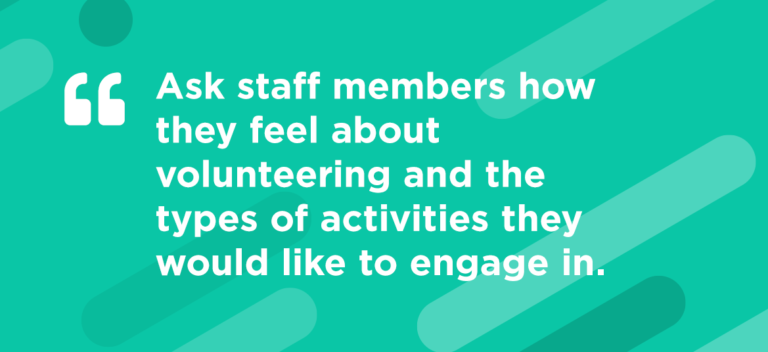 “ Ask staff members how
they feel about
volunteering and the
types of activities they
would like to engage in.